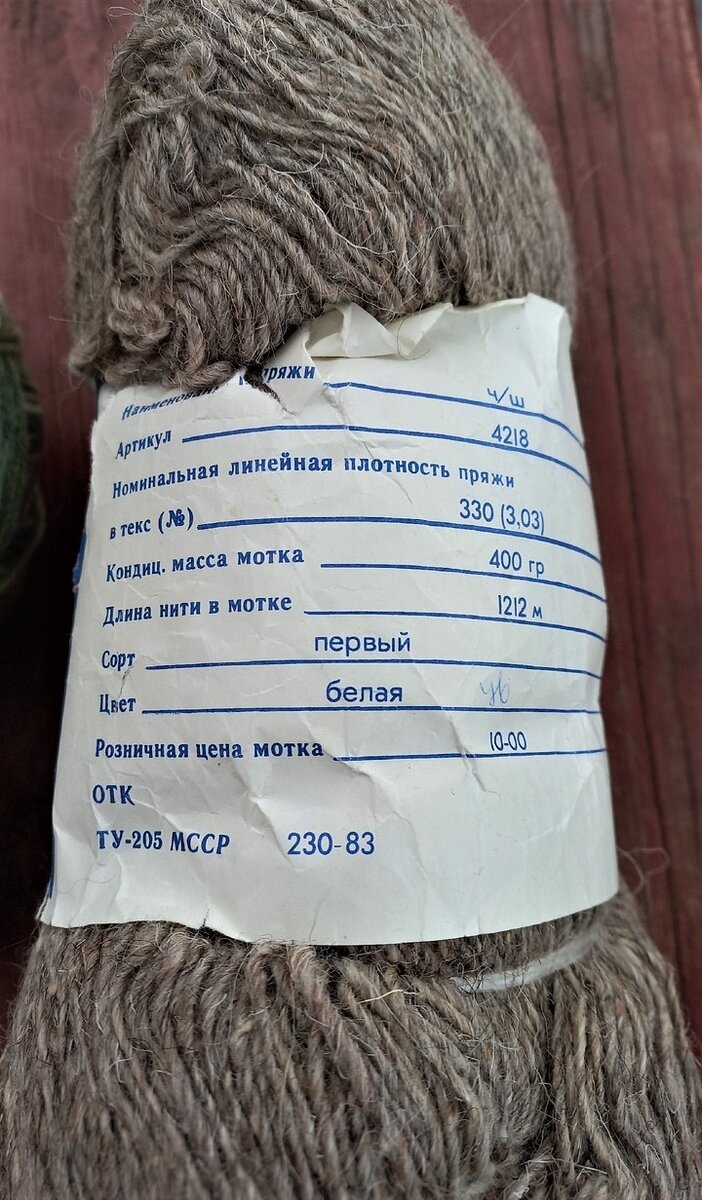 пряжи ч/ш
Артикул 4218
Номинальная линейная плотность пряжи
в текс (№) 330 (3,03)
Кондиц. масса мотка 400 гр
Длина нити в мотке 1212 м
Сорт первый
Цвет белая
Розничная цена мотка 10-00
ОТК
ТУ-205 МССР 230-83